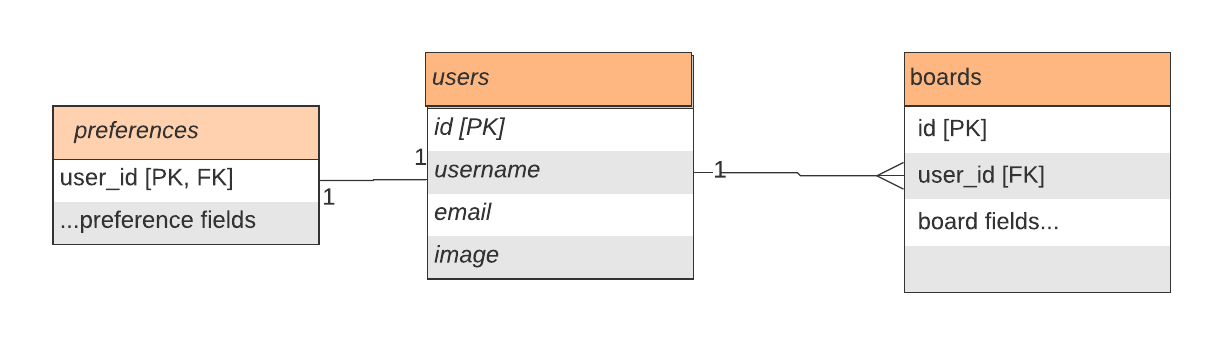 preferences
user_id [PK, FK]
...preference fields
1
1
users
id [PK]
username
email
image
1
boards
id [PK]
user_id [FK]
board fields...